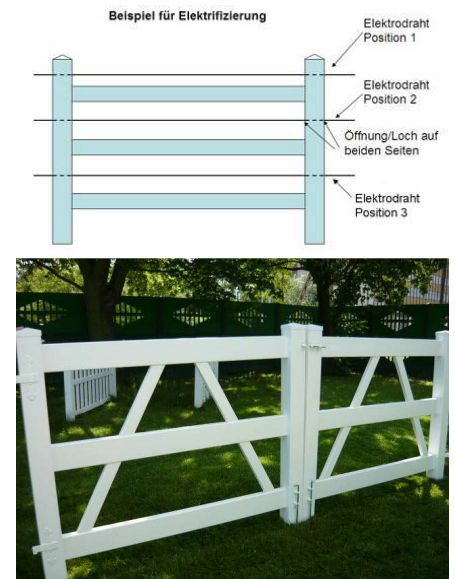 Beispiel für Elektrifizierung
Elektrodraht
Position 1
Elektrodraht
Position 2
Öffnung/Loch auf
beiden Seiten
Elektrodraht
Position 3